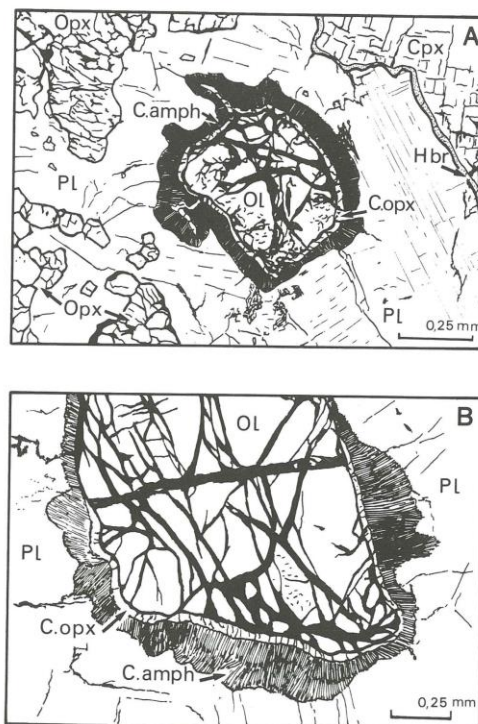 Opx
Cpx
A
C.amph
Hbr
Pl
Ol
C.opx
Opx
Pl
0,25 mm
Ol
B
Pl
Pl
C.opx
C.amph
0,25 mm